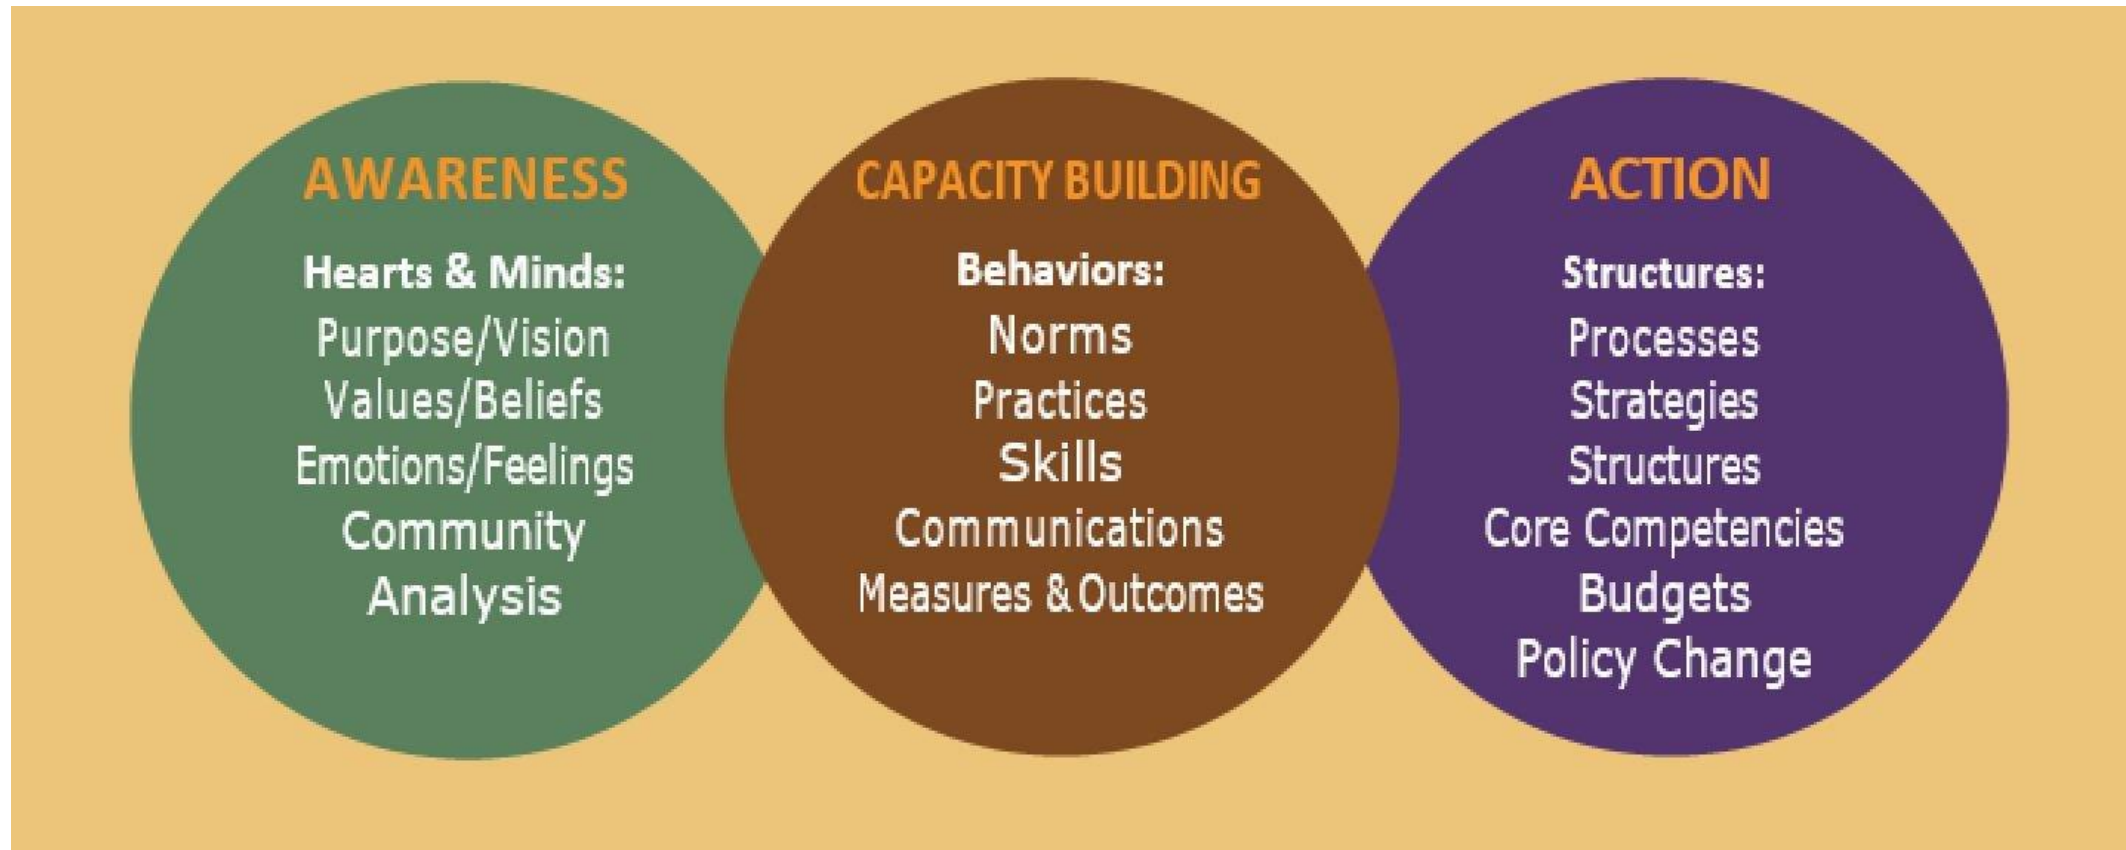 AWARENESS
Hearts & Minds:
Purpose/Vision
Values/Beliefs
Emotions/Feelings
Community
Analysis
CAPACITY BUILDING
Behaviors:
Norms
Practices
Skills
Communications
Measures & Outcomes
ACTION
Structures:
Processes
Strategies
Structures
Core Competencies
Budgets
Policy Change